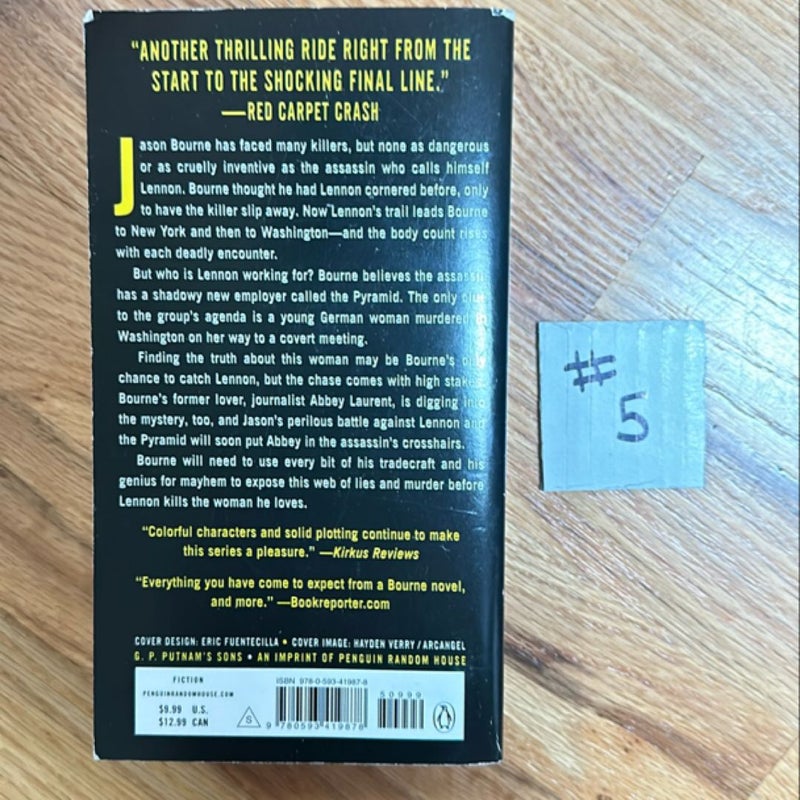 “ANOTHER THRILLING RIDE RIGHT FROM THE
START TO THE SHOCKING FINAL LINE.”
—RED CARPET CRASH
Jason Bourne has faced many killers, but none as dangerous
or as cruelly inventive as the assassin who calls himself
Lennon. Bourne thought he had Lennon cornered before, only
to have the killer slip away. Now Lennon's trail leads Bourne
to New York and then to Washington—and the body count rises
with each deadly encounter.
But who is Lennon working for? Bourne believes the assassin
has a shadowy new employer called the Pyramid. The only clue
to the group's agenda is a young German woman murdered in
Washington on her way to a covert meeting.
Finding the truth about this woman may be Bourne's only
chance to catch Lennon, but the chase comes with high stakes.
Bourne's former lover, journalist Abbey Laurent, is digging into
the mystery, too, and Jason's perilous battle against Lennon and
the Pyramid will soon put Abbey in the assassin's crosshairs.
Bourne will need to use every bit of his tradecraft and his
genius for mayhem to expose this web of lies and murder before
Lennon kills the woman he loves.
“Colorful characters and solid plotting continue to make
this series a pleasure.” —Kirkus Reviews
“Everything you have come to expect from a Bourne novel,
and more.” —Bookreporter.com
COVER DESIGN: ERIC FUENTECILLA • COVER IMAGE: HAYDEN VERRY / ARCANGEL
G. P. PUTNAM'S SONS • AN IMPRINT OF PENGUIN RANDOM HOUSE
FICTION
PENGUINRANDOMHOUSE.COM
$9.99 U.S.
$12.99 CAN
S
ISBN 978-0-593-41987-8
50999
9 780593 419878
#
5